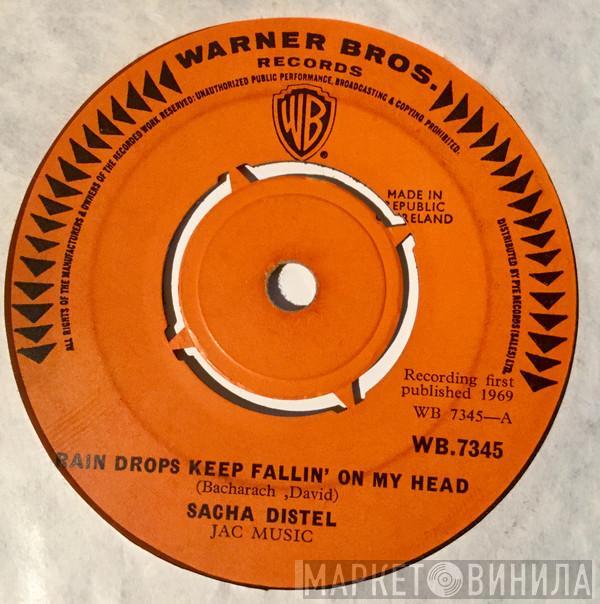 WARNER BROS.
RECORDS
ALL RIGHTS OF THE MANUFACTURERS & OWNERS OF THE RECORDED WORK RESERVED: UNAUTHORIZED PUBLIC PERFORMANCE, BROADCASTING & COPYING PROHIBITED.
WB
MADE IN
REPUBLIC
IRELAND
DISTRIBUTED BY PYE RECORDS (SALES) LTD.
Recording first
published 1969
WB 7345—A
WB.7345
RAIN DROPS KEEP FALLIN' ON MY HEAD
(Bacharach ,David)
SACHA DISTEL
JAC MUSIC
МАРКЕТ ВИНИЛА